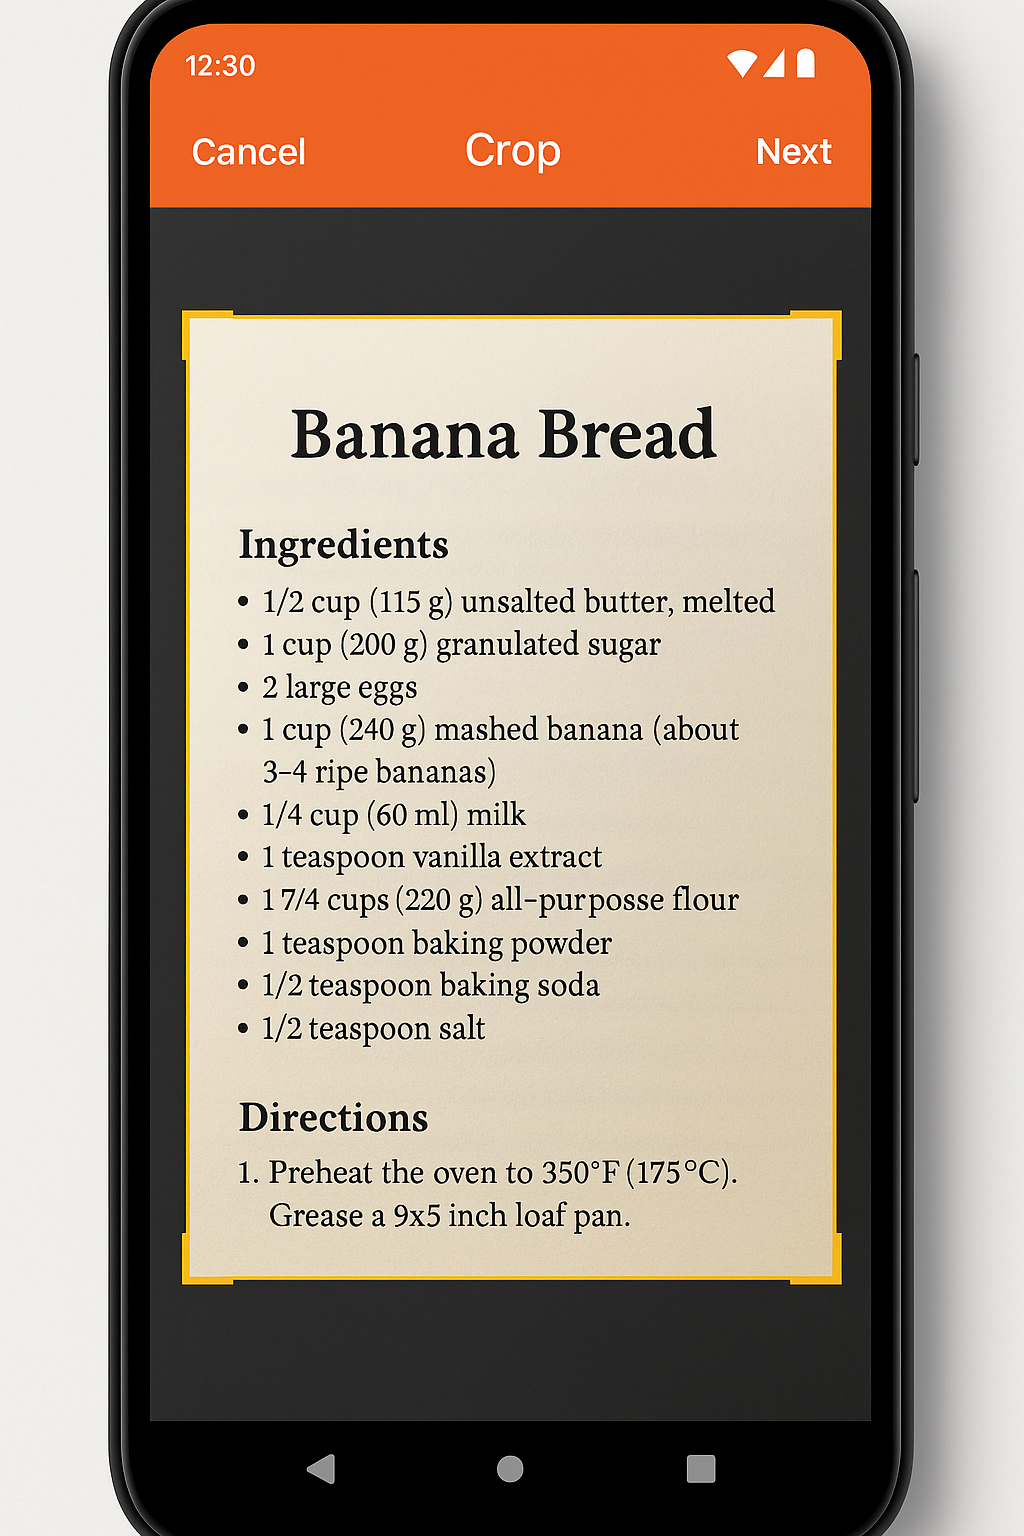 12:30
Cancel Crop Next
Banana Bread
Ingredients
• 1/2 cup (115 g) unsalted butter, melted
• 1 cup (200 g) granulated sugar
• 2 large eggs
• 1 cup (240 g) mashed banana (about
3–4 ripe bananas)
• 1/4 cup (60 ml) milk
• 1 teaspoon vanilla extract
• 1 7/4 cups (220 g) all-purposse flour
• 1 teaspoon baking powder
• 1/2 teaspoon baking soda
• 1/2 teaspoon salt
Directions
1. Preheat the oven to 350°F (175°C).
Grease a 9x5 inch loaf pan.